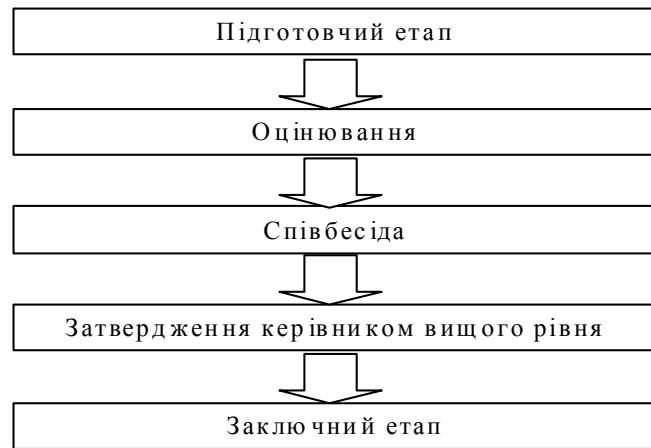 Підготовчий етап
Оцінювання
Співбесіда
Затвердження керівником вищого рівня
Заключний етап